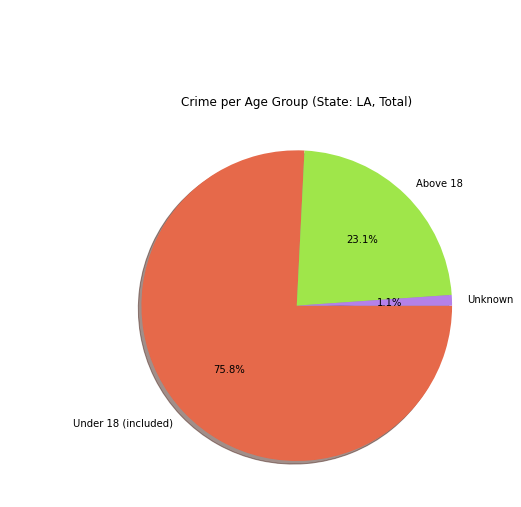 Crime per Age Group (State: LA, Total)
Above 18
23.1%
Unknown
1.1%
75.8%
Under 18 (included)